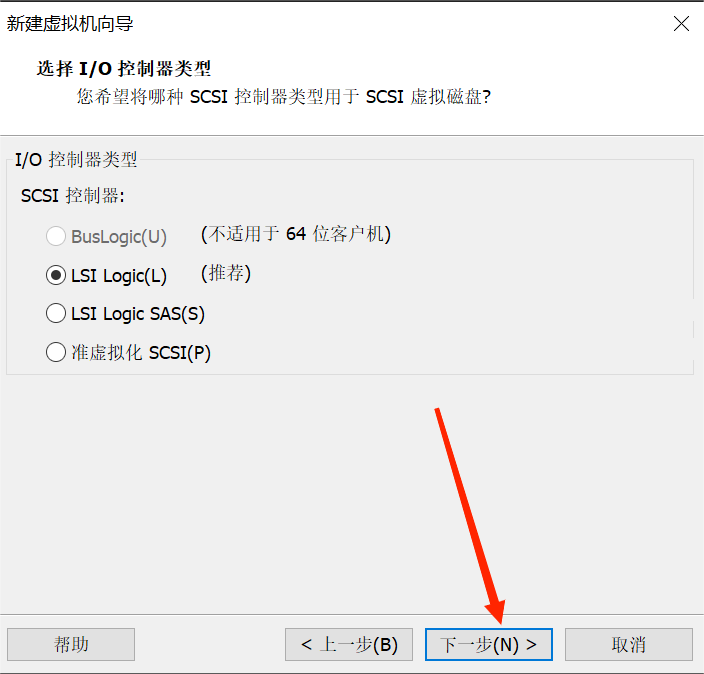 新建虚拟机向导
选择 I/O 控制器类型
您希望将哪种 SCSI 控制器类型用于 SCSI 虚拟磁盘?
I/O 控制器类型
SCSI 控制器:
BusLogic(U) (不适用于 64 位客户机)
LSI Logic(L) (推荐)
LSI Logic SAS(S)
准虚拟化 SCSI(P)
帮助 < 上一步(B) 下一步(N) > 取消